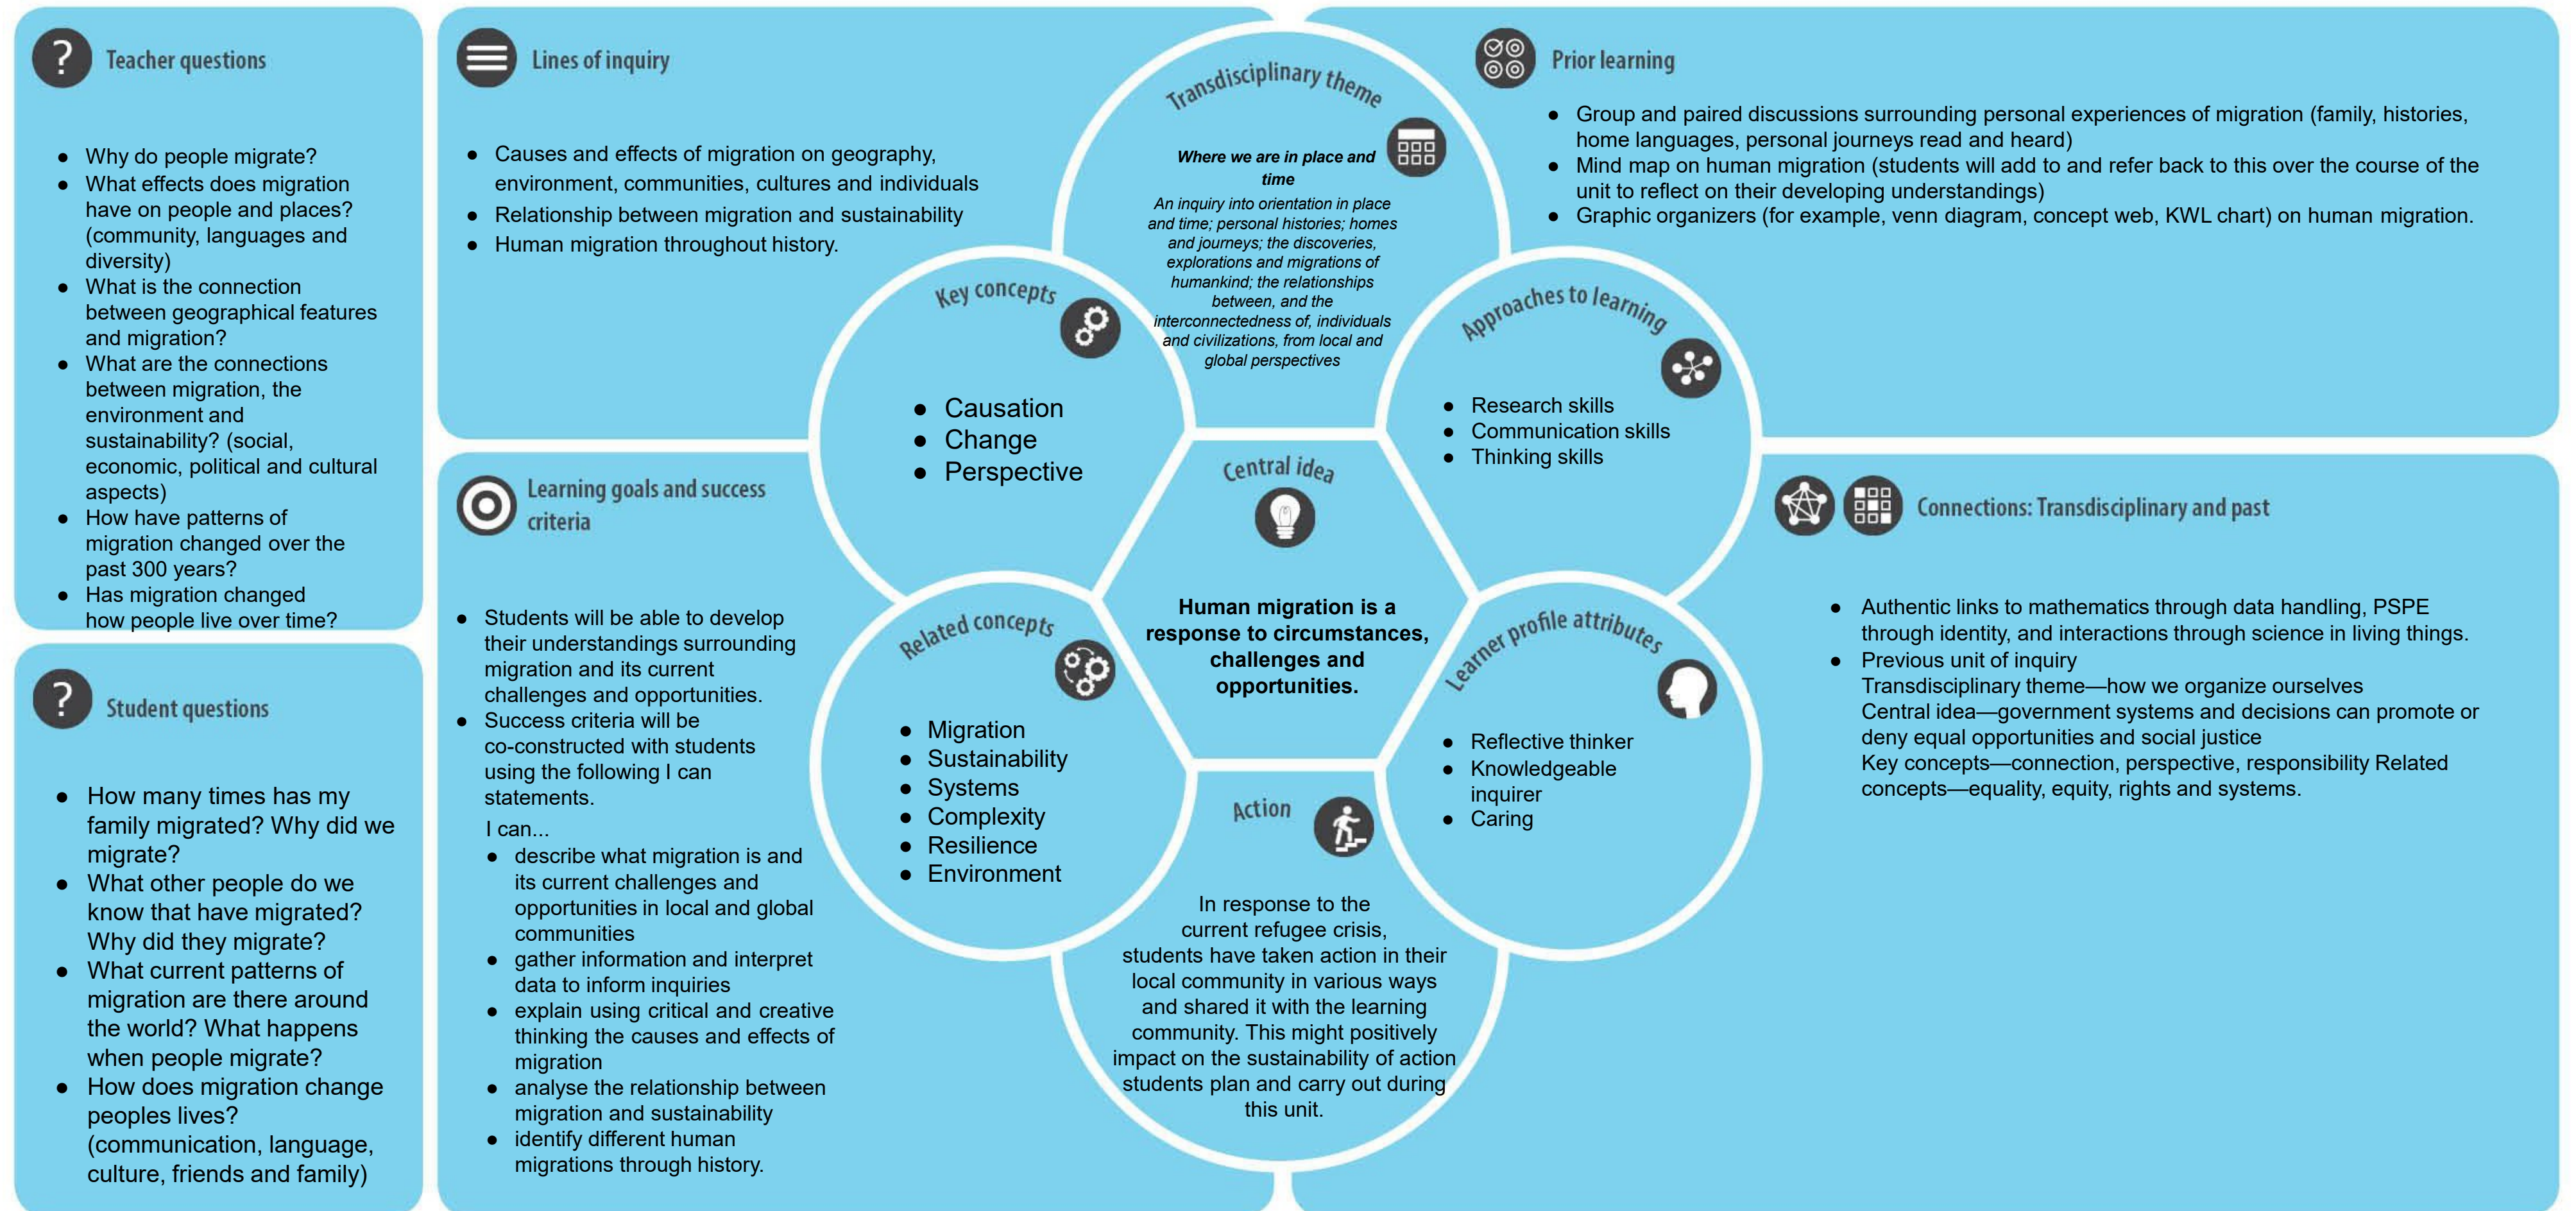 Teacher questions
● Why do people migrate?
● What effects does migration
have on people and places?
(community, languages and
diversity)
● What is the connection
between geographical features
and migration?
● What are the connections
between migration, the
environment and
sustainability? (social,
economic, political and cultural
aspects)
● How have patterns of
migration changed over the
past 300 years?
● Has migration changed
how people live over time?
Student questions
● How many times has my
family migrated? Why did we
migrate?
● What other people do we
know that have migrated?
Why did they migrate?
● What current patterns of
migration are there around
the world? What happens
when people migrate?
● How does migration change
peoples lives?
(communication, language,
culture, friends and family)
Lines of inquiry
● Causes and effects of migration on geography,
environment, communities, cultures and individuals
● Relationship between migration and sustainability
● Human migration throughout history.
Learning goals and success
criteria
● Students will be able to develop
their understandings surrounding
migration and its current
challenges and opportunities.
● Success criteria will be
co-constructed with students
using the following I can
statements.
I can...
● describe what migration is and
its current challenges and
opportunities in local and global
communities
● gather information and interpret
data to inform inquiries
● explain using critical and creative
thinking the causes and effects of
migration
● analyse the relationship between
migration and sustainability
● identify different human
migrations through history.
Transdisciplinary theme
Where we are in place and
time
An inquiry into orientation in place
and time; personal histories; homes
and journeys; the discoveries,
explorations and migrations of
humankind; the relationships
between, and the
interconnectedness of, individuals
and civilizations, from local and
global perspectives
Key concepts
● Causation
● Change
● Perspective
Approaches to learning
● Research skills
● Communication skills
● Thinking skills
Central idea
Human migration is a
response to circumstances,
challenges and
opportunities.
Related concepts
● Migration
● Sustainability
● Systems
● Complexity
● Resilience
● Environment
Learner profile attributes
● Reflective thinker
● Knowledgeable
inquirer
● Caring
Action
In response to the
current refugee crisis,
students have taken action in their
local community in various ways
and shared it with the learning
community. This might positively
impact on the sustainability of action
students plan and carry out during
this unit.
Prior learning
● Group and paired discussions surrounding personal experiences of migration (family, histories,
home languages, personal journeys read and heard)
● Mind map on human migration (students will add to and refer back to this over the course of the
unit to reflect on their developing understandings)
● Graphic organizers (for example, venn diagram, concept web, KWL chart) on human migration.
Connections: Transdisciplinary and past
● Authentic links to mathematics through data handling, PSPE
through identity, and interactions through science in living things.
● Previous unit of inquiry
Transdisciplinary theme—how we organize ourselves
Central idea—government systems and decisions can promote or
deny equal opportunities and social justice
Key concepts—connection, perspective, responsibility Related
concepts—equality, equity, rights and systems.